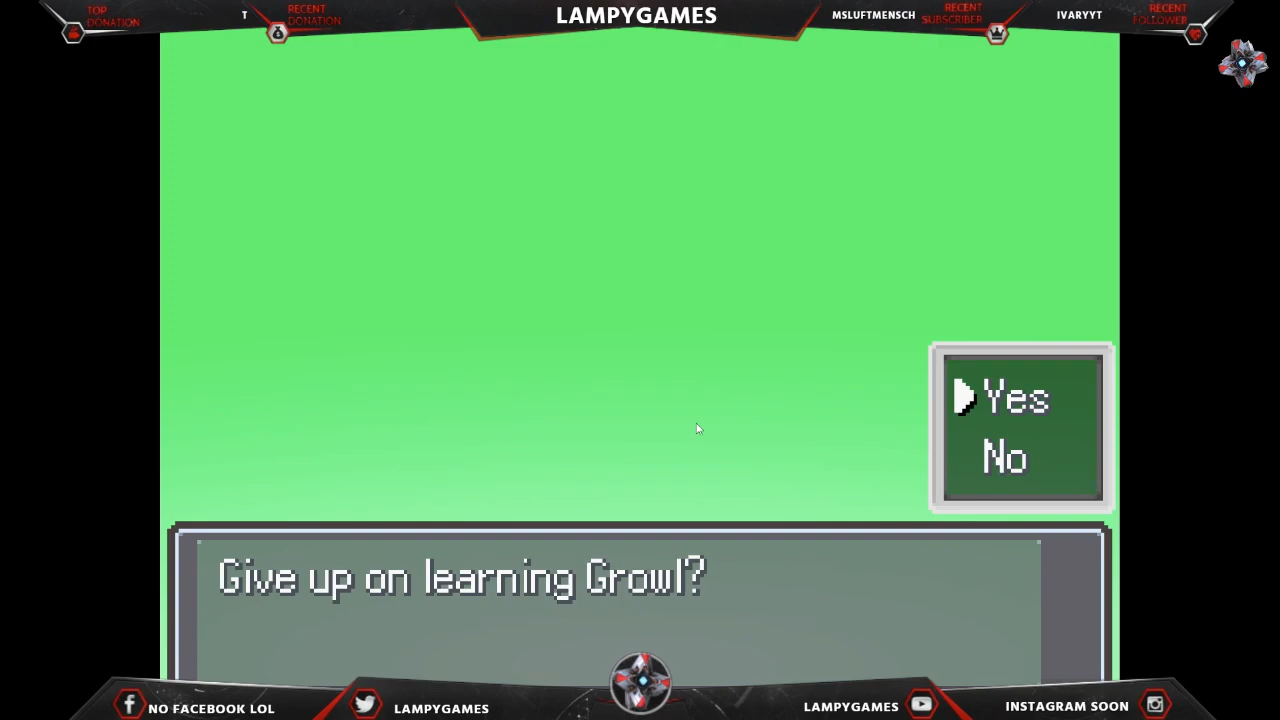 TOP
DONATION
T
RECENT
DONATION
LAMPYGAMES
MSLUFTMENSCH
RECENT
SUBSCRIBER
IVARYYT
RECENT
FOLLOWER
Yes
No
Give up on learning Growl?
NO FACEBOOK LOL
LAMPYGAMES
LAMPYGAMES
INSTAGRAM SOON